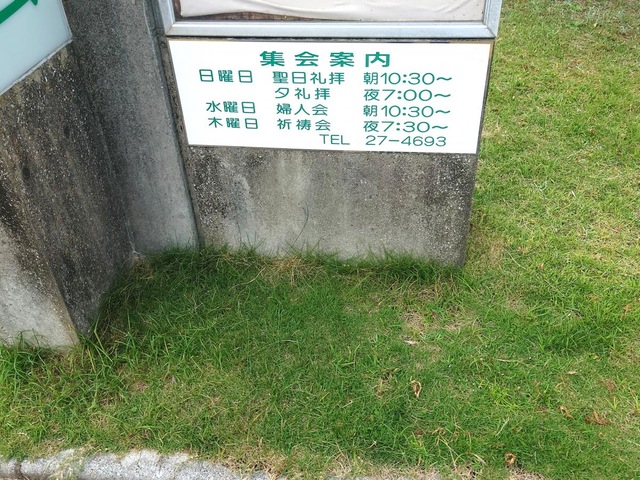 集会案内
日曜日 聖日礼拝 朝10:30～
夕礼拝 夜7:00～
水曜日 婦人会 朝10:30～
木曜日 祈祷会 夜7:30～
TEL 27-4693